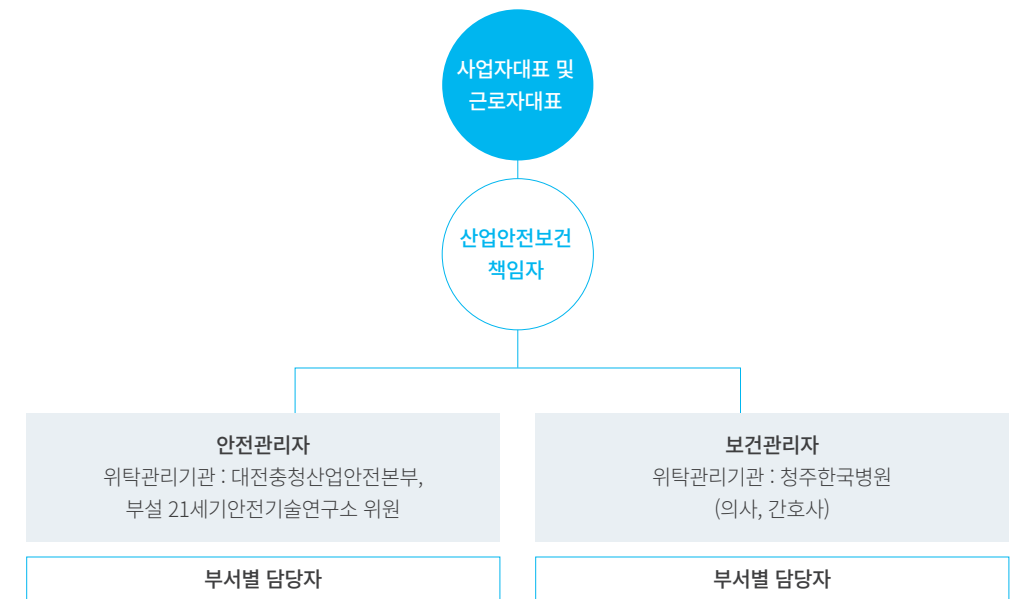 사업자대표 및
근로자대표
산업안전보건
책임자
안전관리자
위탁관리기관 : 대전충청산업안전본부,
부설 21세기안전기술연구소 위원
보건관리자
위탁관리기관 : 청주한국병원
(의사, 간호사)
부서별 담당자
부서별 담당자